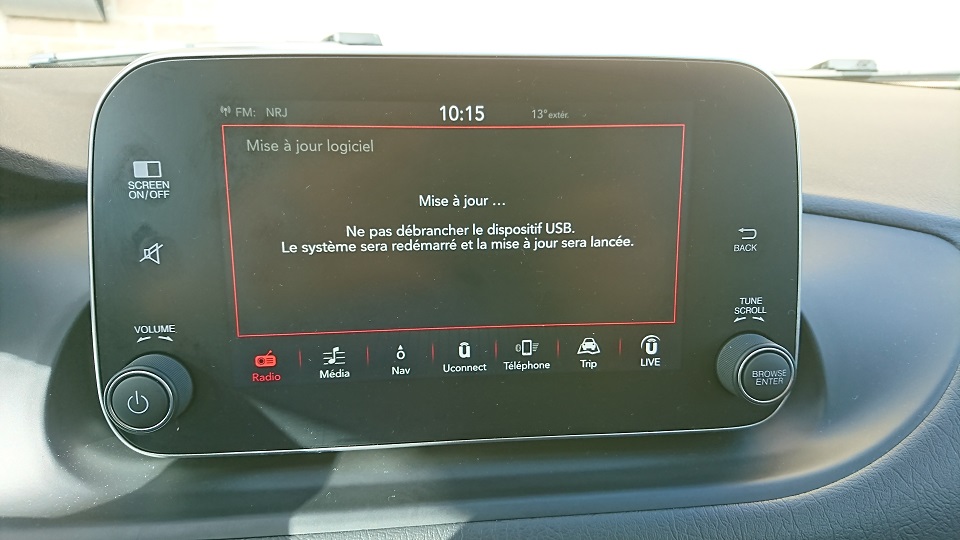 FM: NRJ 10:15 13° extér.
Mise à jour logiciel
SCREEN
ON/OFF
Mise à jour ...
Ne pas débrancher le dispositif USB.
Le système sera redémarré et la mise à jour sera lancée.
BACK
VOLUME
TUNE
SCROLL
Radio Média Nav Uconnect Téléphone Trip LIVE
BROWSE
ENTER